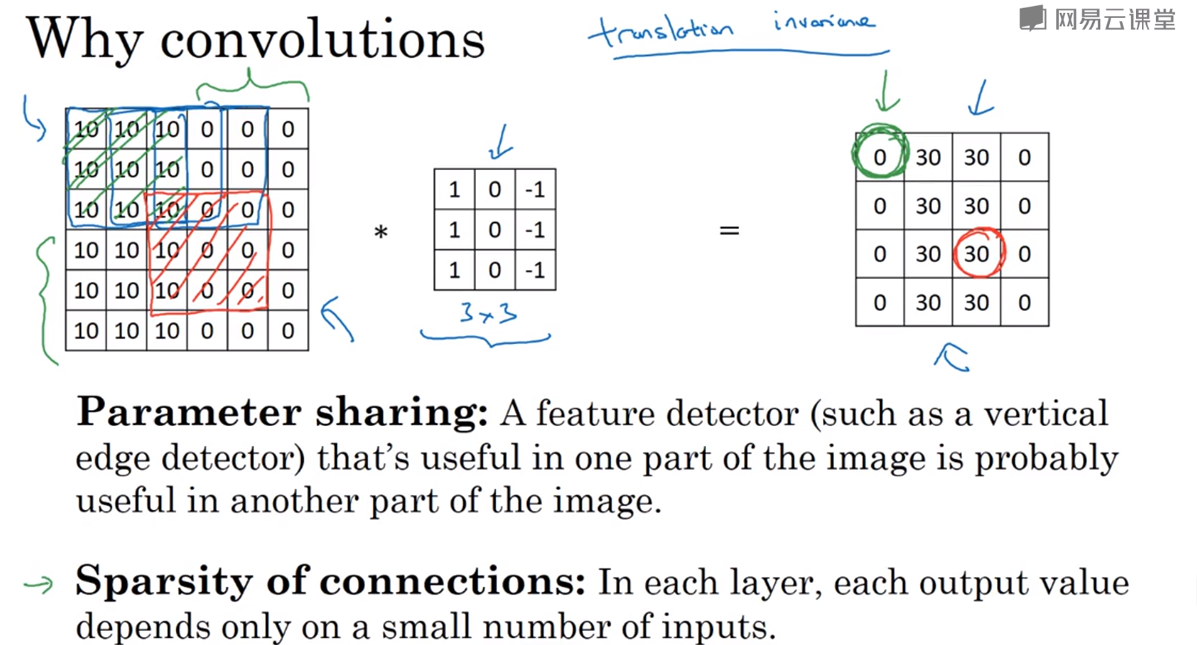 网易云课堂
Why convolutions
translation invariance
10 10 10 0 0 0
10 10 10 0 0 0
10 10 10 0 0 0
10 10 10 0 0 0
10 10 10 0 0 0
10 10 10 0 0 0
*
1 0 -1
1 0 -1
1 0 -1
3×3
=
0 30 30 0
0 30 30 0
0 30 30 0
0 30 30 0
Parameter sharing: A feature detector (such as a vertical
edge detector) that’s useful in one part of the image is probably
useful in another part of the image.
→ Sparsity of connections: In each layer, each output value
depends only on a small number of inputs.